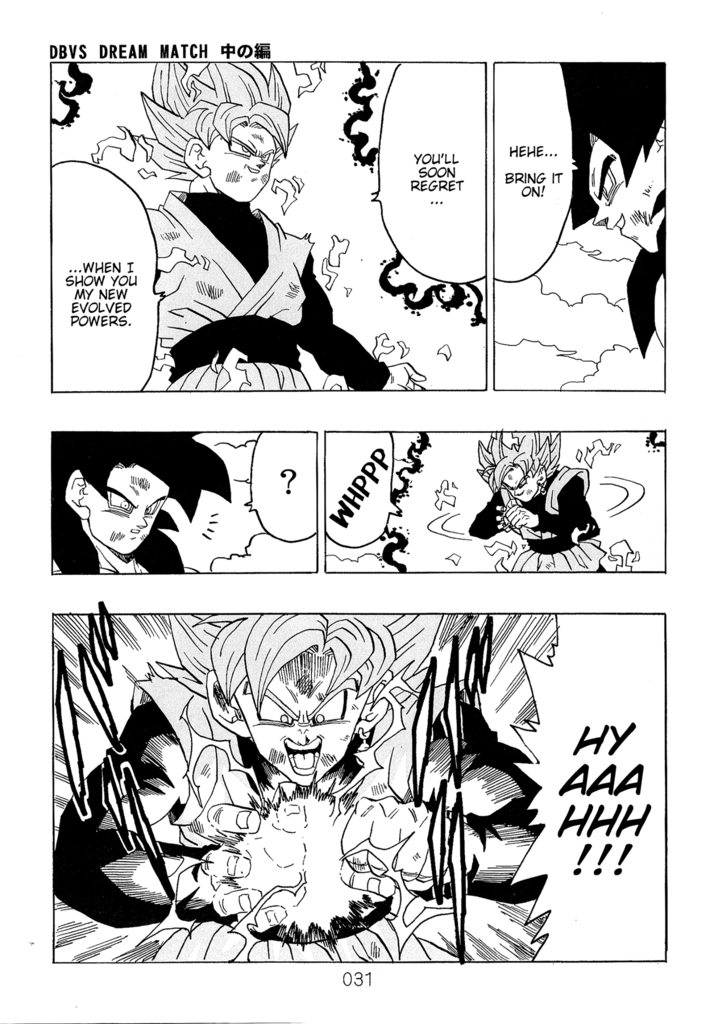 DBVS DREAM MATCH 中の編
HEHE...
BRING IT
ON!
YOU'LL
SOON
REGRET
...
...WHEN I
SHOW YOU
MY NEW
EVOLVED
POWERS.
WHPPP
?
HY
AAA
HHH
!!!
031